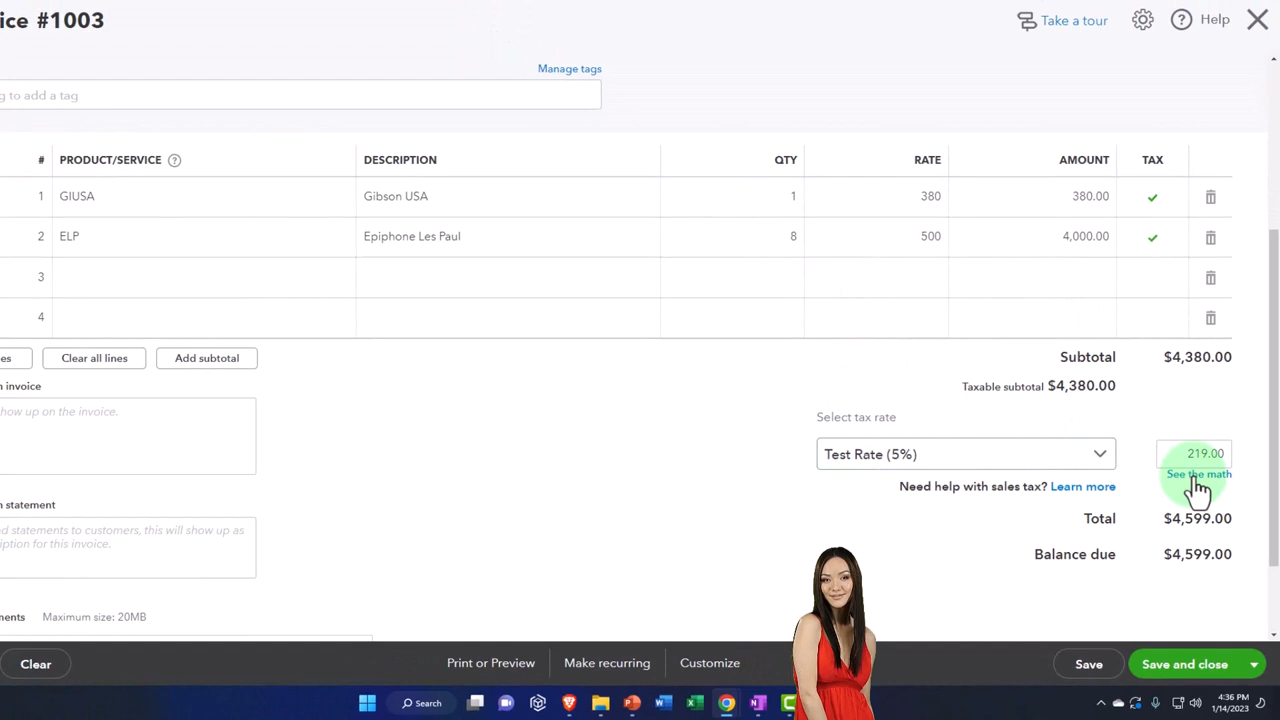 ice #1003
Take a tour
Help
Manage tags
g to add a tag
# PRODUCT/SERVICE ? DESCRIPTION QTY RATE AMOUNT TAX
1 GIUSA Gibson USA 1 380 380.00
2 ELP Epiphone Les Paul 8 500 4,000.00
3
4
es Clear all lines Add subtotal
Subtotal $4,380.00
n invoice
Taxable subtotal $4,380.00
how up on the invoice.
Select tax rate
Test Rate (5%) 219.00
See the math
Need help with sales tax? Learn more
n statement
Total $4,599.00
nd statements to customers, this will show up as
ription for this invoice.
Balance due $4,599.00
ments Maximum size: 20MB
Clear Print or Preview Make recurring Customize Save Save and close
Search
4:36 PM
1/14/2023